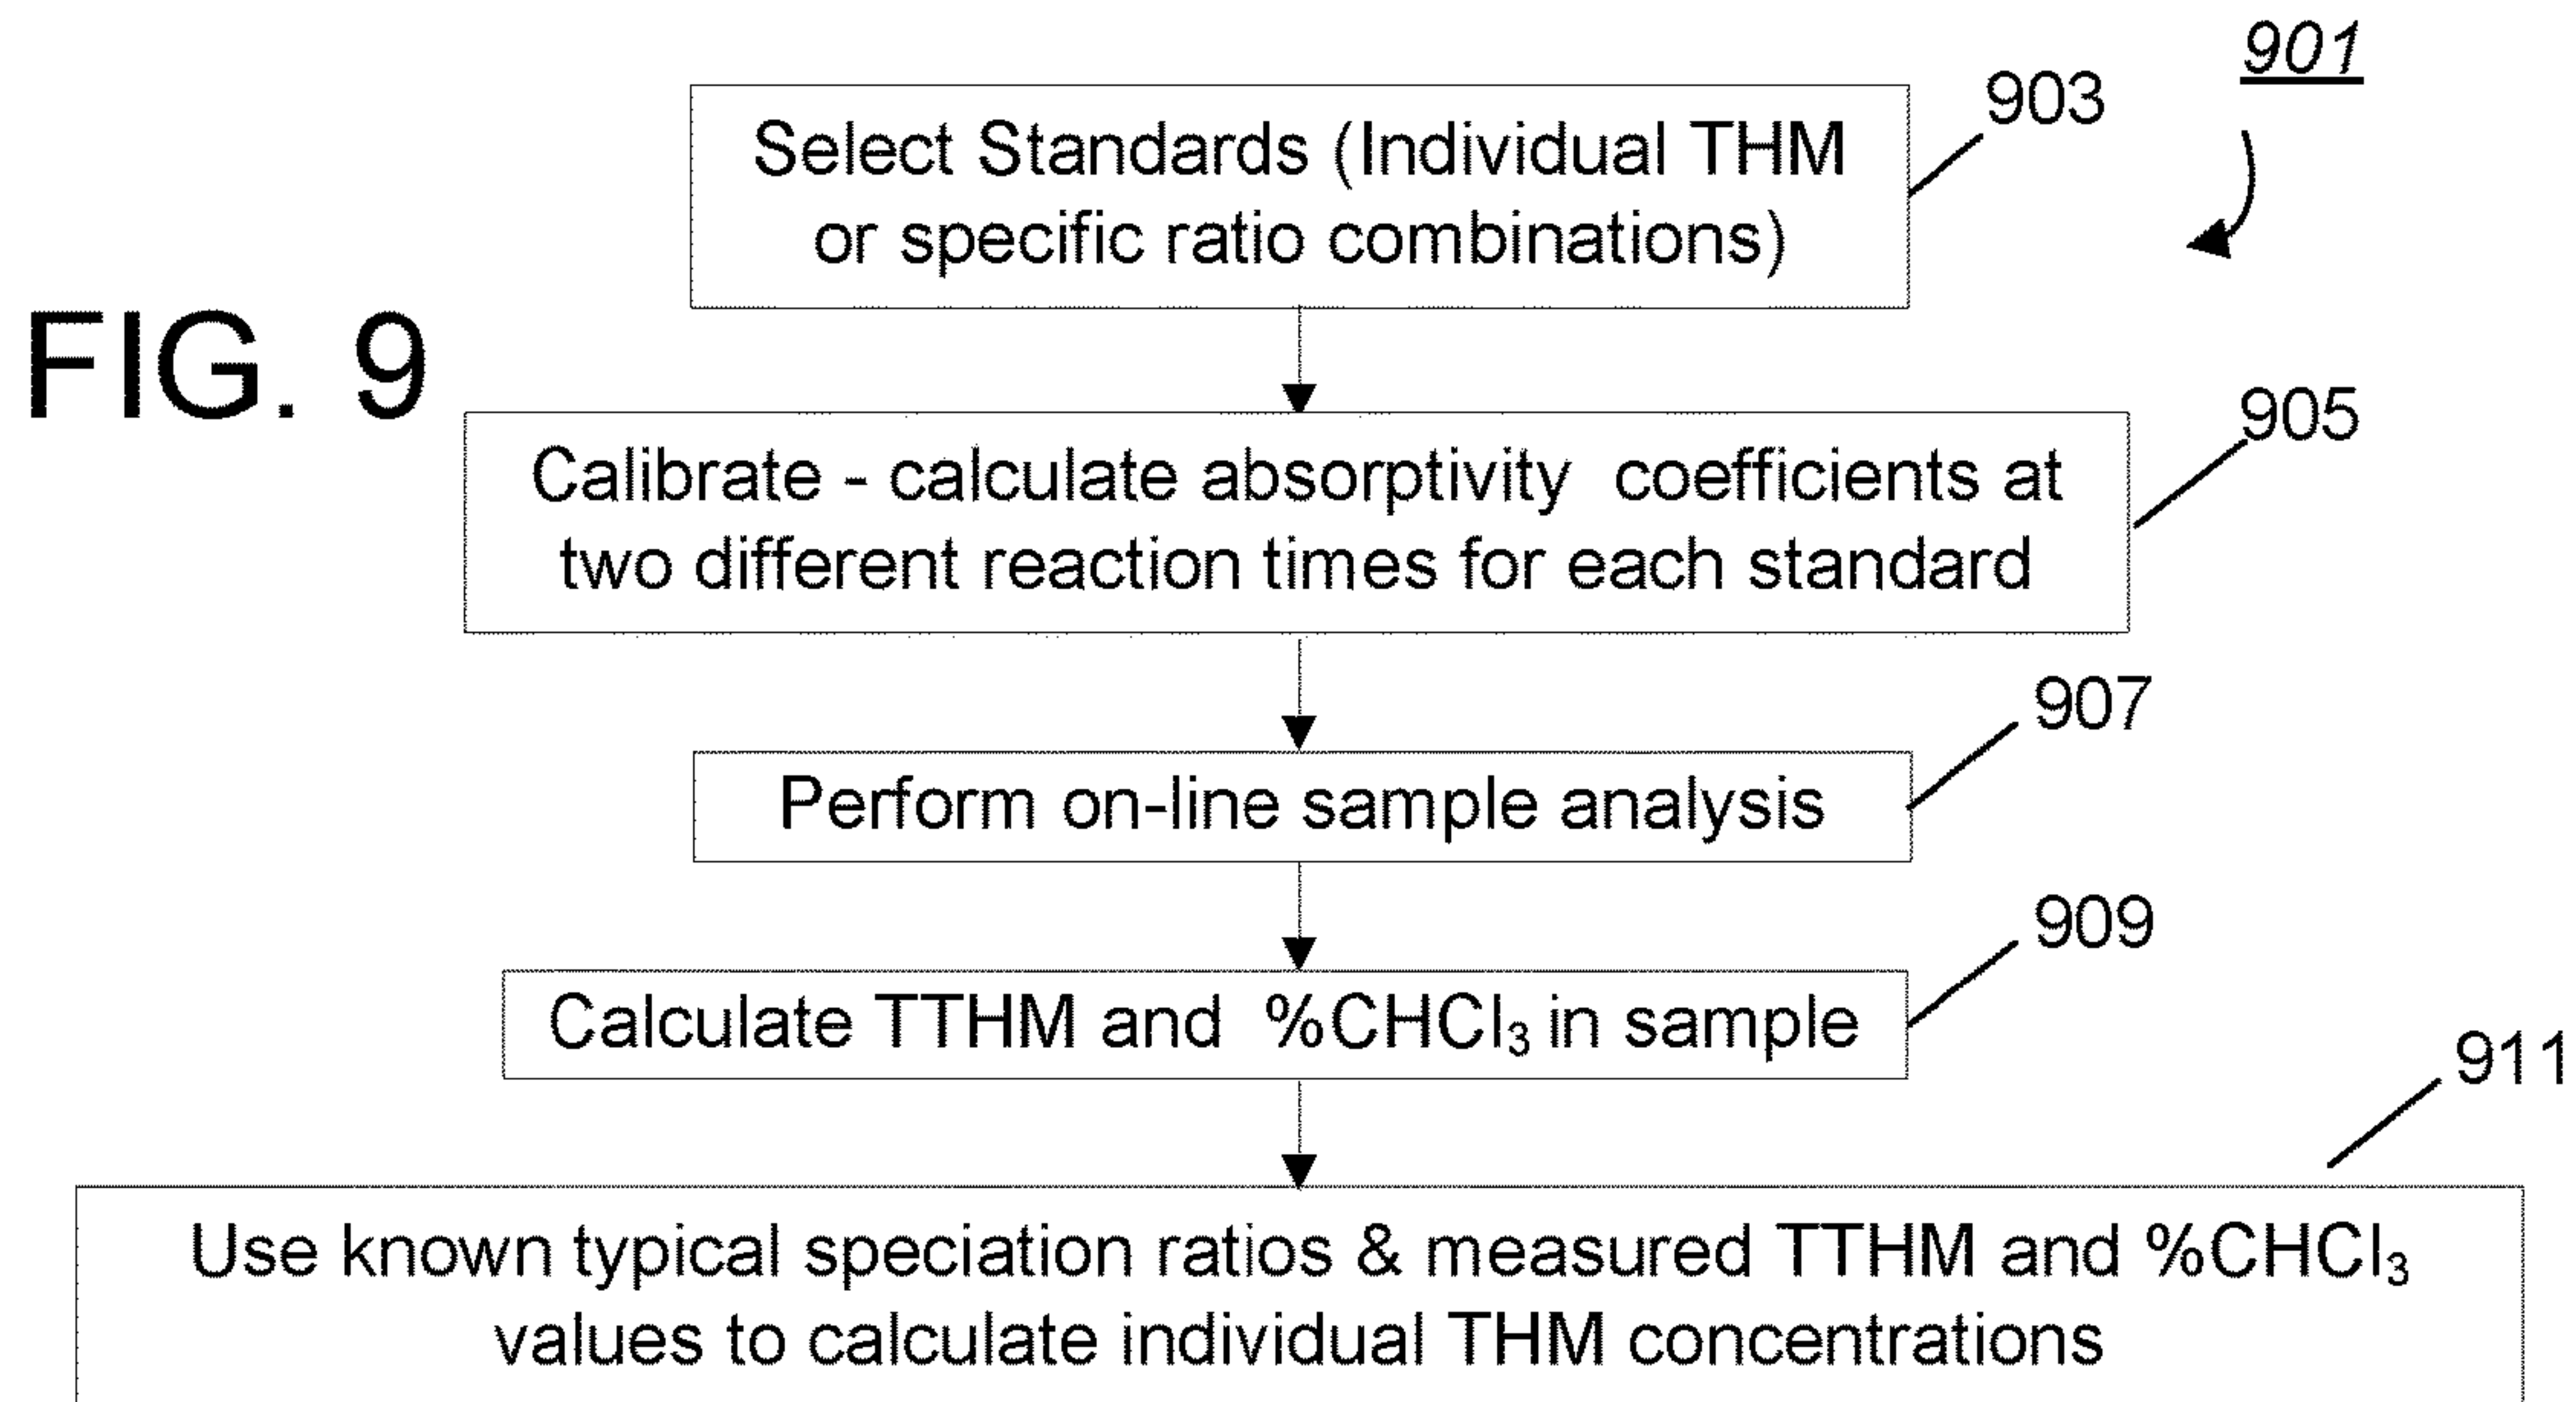 901
903
Select Standards (Individual THM
or specific ratio combinations)
FIG. 9
905
Calibrate - calculate absorptivity coefficients at
two different reaction times for each standard
907
Perform on-line sample analysis
909
Calculate TTHM and %CHCl₃ in sample
911
Use known typical speciation ratios & measured TTHM and %CHCl₃
values to calculate individual THM concentrations